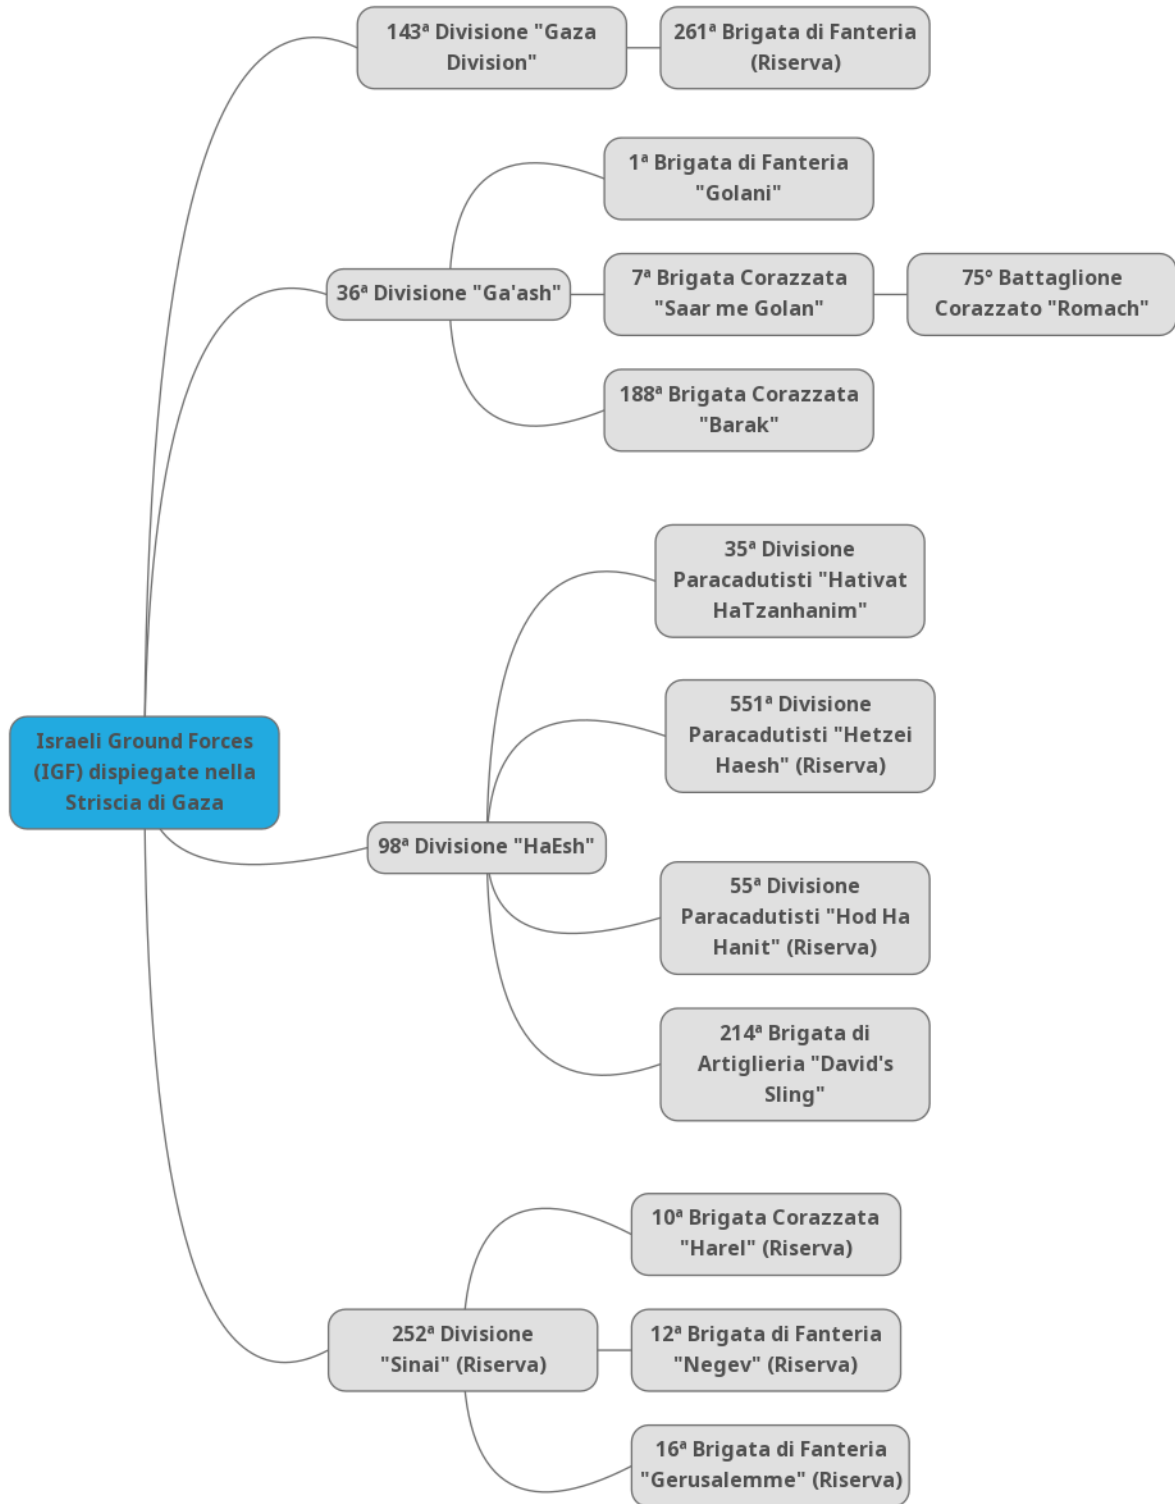 143ª Divisione "Gaza
Division"
261ª Brigata di Fanteria
(Riserva)
1ª Brigata di Fanteria
"Golani"
36ª Divisione "Ga'ash"
7ª Brigata Corazzata
"Saar me Golan"
75° Battaglione
Corazzato "Romach"
188ª Brigata Corazzata
"Barak"
Israeli Ground Forces
(IGF) dispiegate nella
Striscia di Gaza
35ª Divisione
Paracadutisti "Hativat
HaTzanhanim"
551ª Divisione
Paracadutisti "Hetzei
Haesh" (Riserva)
98ª Divisione "HaEsh"
55ª Divisione
Paracadutisti "Hod Ha
Hanit" (Riserva)
214ª Brigata di
Artiglieria "David's
Sling"
10ª Brigata Corazzata
"Harel" (Riserva)
252ª Divisione
"Sinai" (Riserva)
12ª Brigata di Fanteria
"Negev" (Riserva)
16ª Brigata di Fanteria
"Gerusalemme" (Riserva)